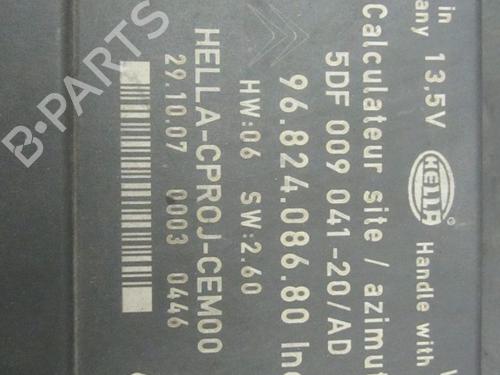 in
any 13,5V
HELLA
Handle with
Calculateur site / azimut
5DF 009 041-20/AD
96.824.086.80
HW:06 SW:2.60
HELLA-CPROJ-CEM00
29.10.07 0003 0446
B-PARTS